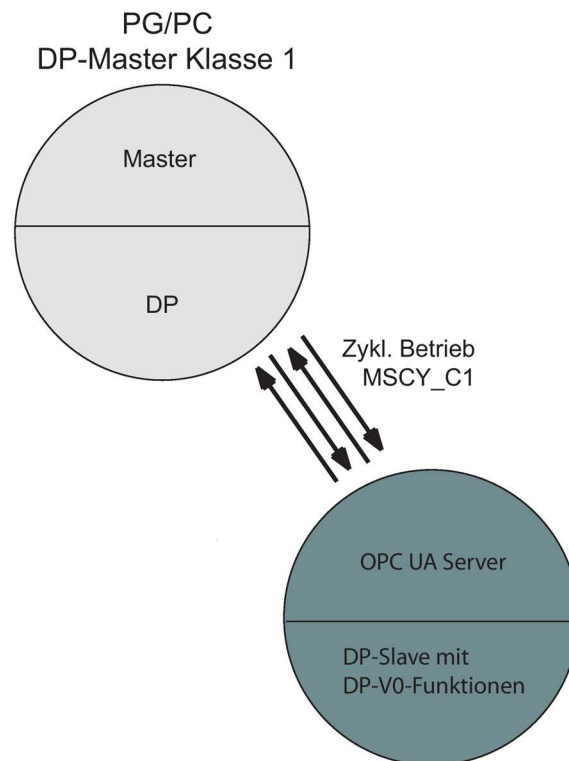 PG/PC
DP-Master Klasse 1
Master
DP
Zykl. Betrieb
MSCY_C1
OPC UA Server
DP-Slave mit
DP-V0-Funktionen